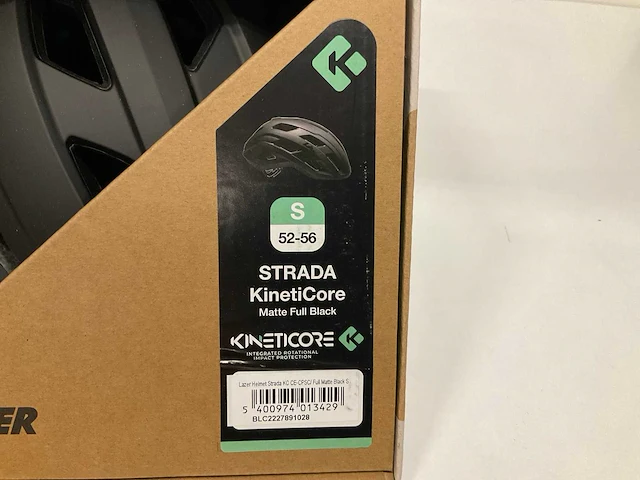 S
52-56
STRADA
KinetiCore
Matte Full Black
KINETICORE
INTEGRATED ROTATIONAL
IMPACT PROTECTION
Lazer Helmet Strada KC CE-CPSC/ Full Matte Black S
5 400974 013429
BLC2227891028
ER